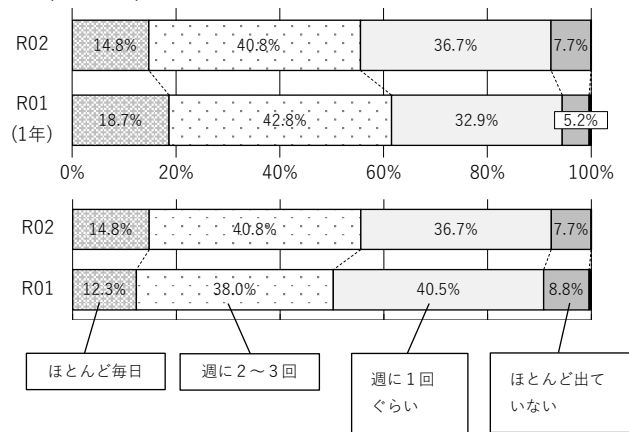 R02
14.8%
40.8%
36.7%
7.7%
R01
(1年)
18.7%
42.8%
32.9%
5.2%
0%
20%
40%
60%
80%
100%
R02
14.8%
40.8%
36.7%
7.7%
R01
12.3%
38.0%
40.5%
8.8%
ほとんど毎日
週に2～3回
週に1回
ぐらい
ほとんど出て
いない